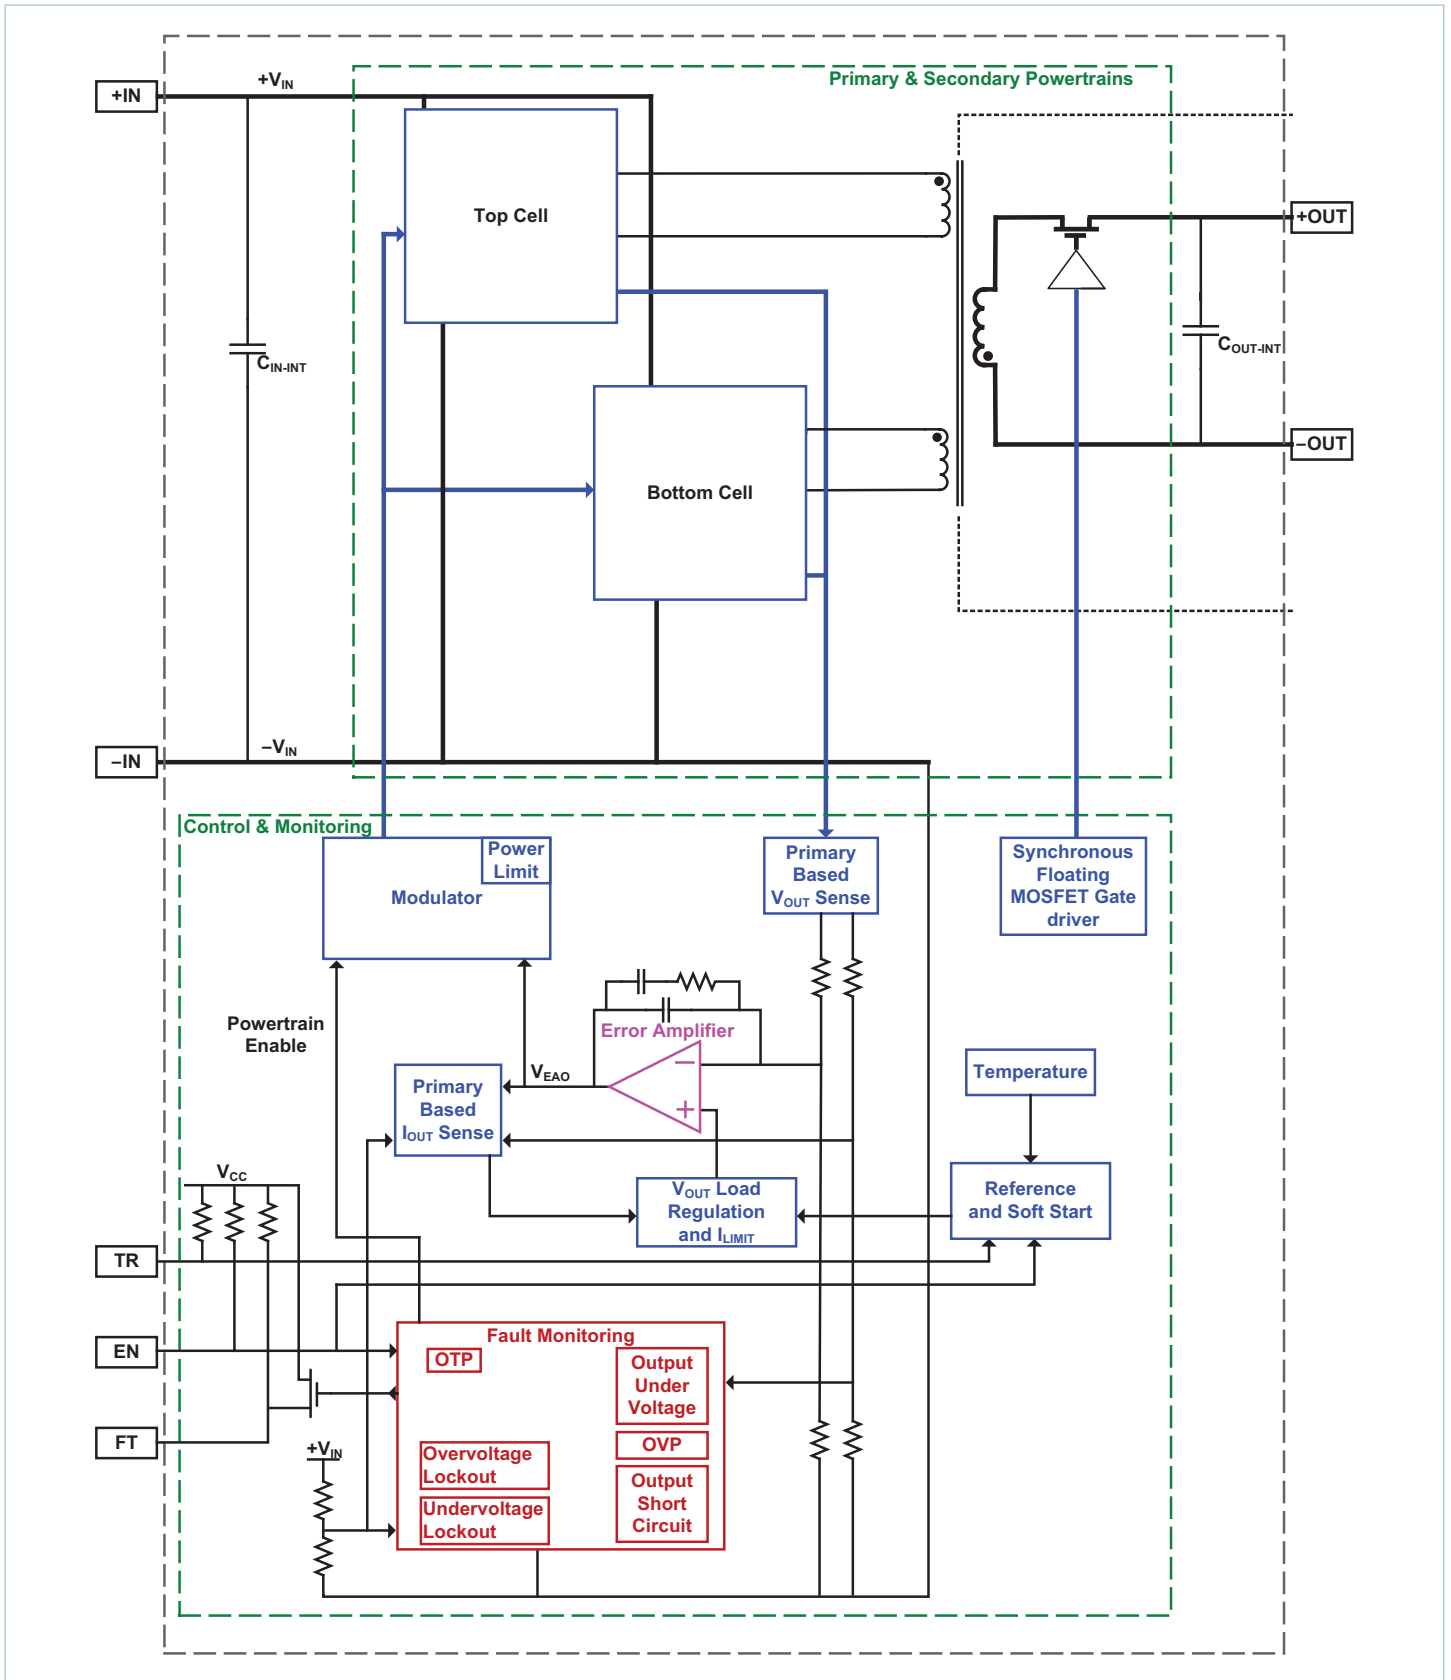 Primary & Secondary Powertrains
+IN
+VIN
Top Cell
+OUT
CIN-INT
COUT-INT
–OUT
Bottom Cell
–IN
–VIN
Control & Monitoring
Power
Limit
Modulator
Primary
Based
VOUT Sense
Synchronous
Floating
MOSFET Gate
driver
Powertrain
Enable
Error Amplifier
VEAO
Primary
Based
IOUT Sense
Temperature
VCC
VOUT Load
Regulation
and ILIMIT
Reference
and Soft Start
TR
EN
FT
Fault Monitoring
OTP
Output
Under
Voltage
OVP
+VIN
Overvoltage
Lockout
Undervoltage
Lockout
Output
Short
Circuit